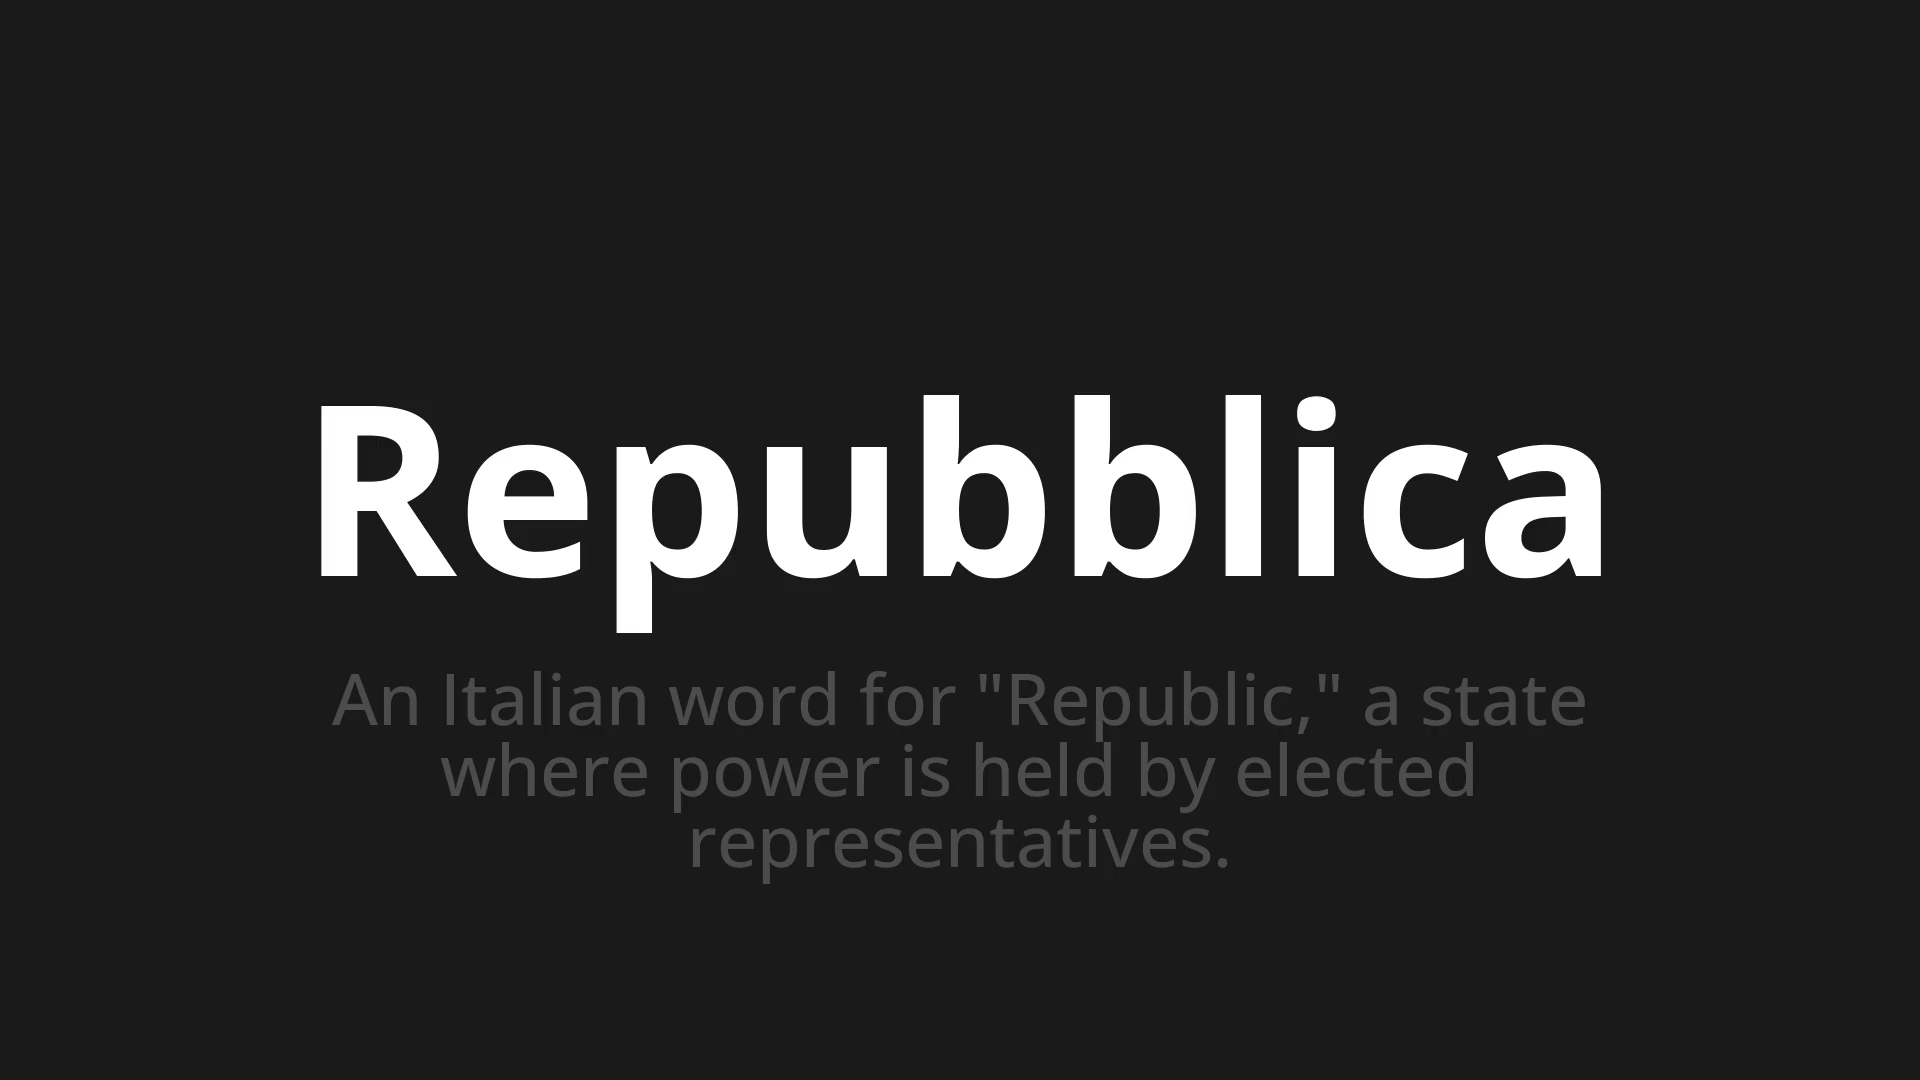 Repubblica
An Italian word for "Republic," a state
where power is held by elected
representatives.